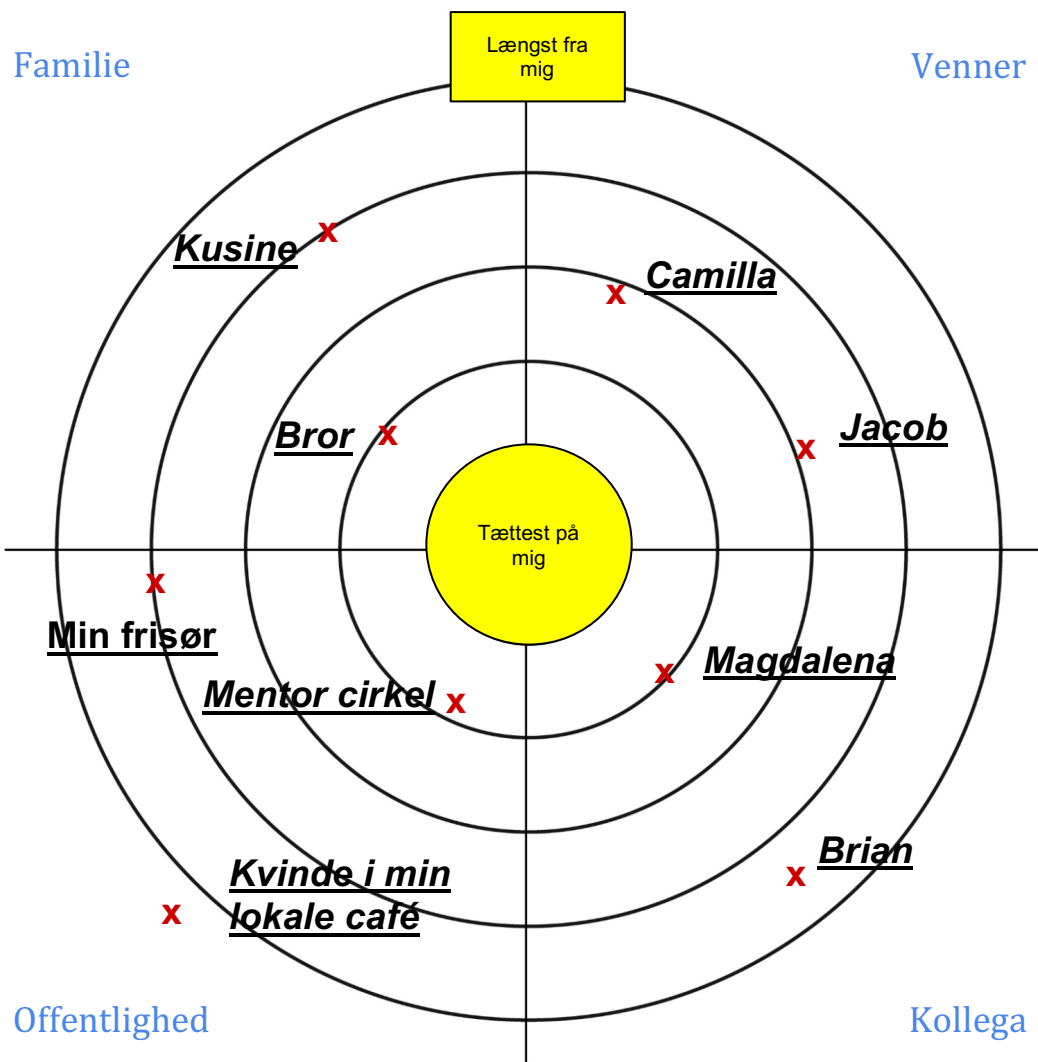 Længst fra
mig
Familie
Venner
x
Kusine
Camilla
x
Bror
x
Jacob
x
Tættest på
mig
x
Min frisør
Magdalena
x
Mentor cirkel
x
Brian
x
Kvinde i min
lokale café
x
Offentlighed
Kollega